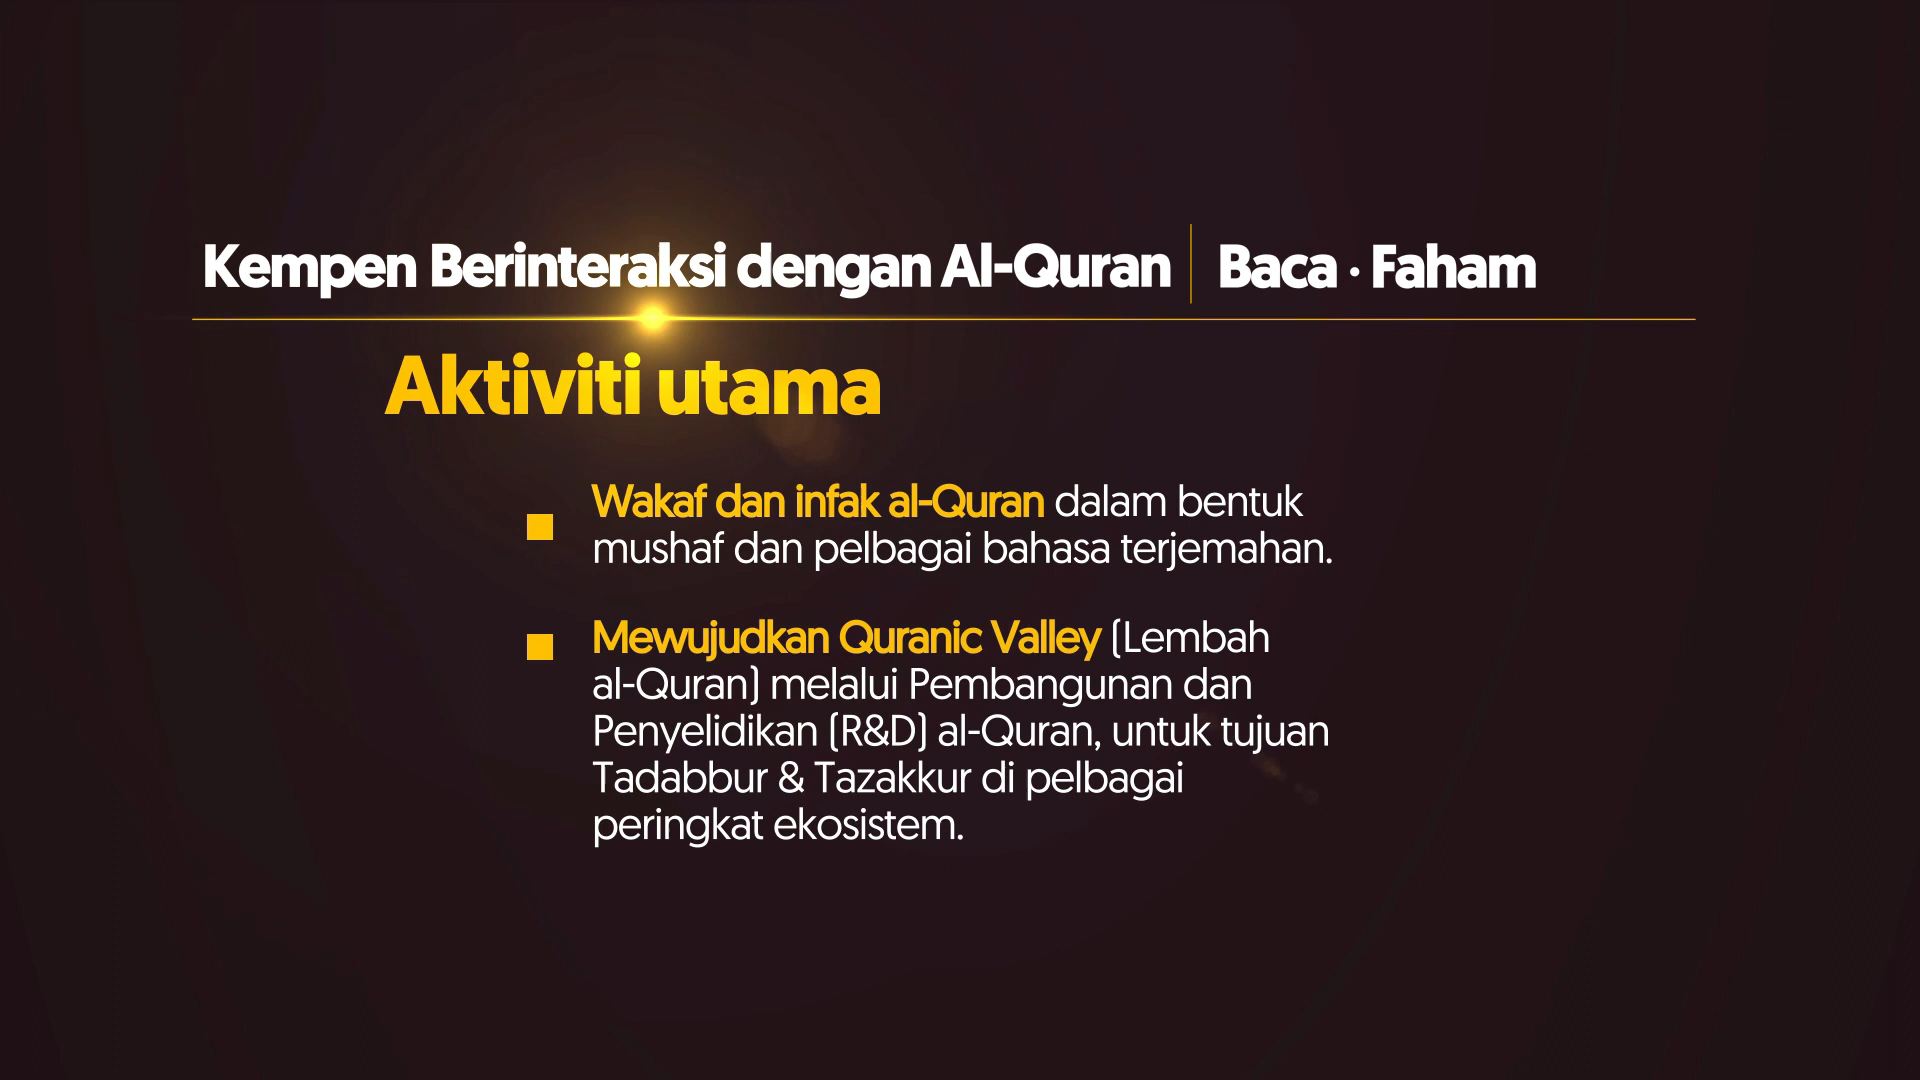 Kempen Berinteraksi dengan Al-Quran Baca · Faham
Aktiviti utama
Wakaf dan infak al-Quran dalam bentuk
mushaf dan pelbagai bahasa terjemahan.
Mewujudkan Quranic Valley (Lembah
al-Quran) melalui Pembangunan dan
Penyelidikan (R&D) al-Quran, untuk tujuan
Tadabbur & Tazakkur di pelbagai
peringkat ekosistem.